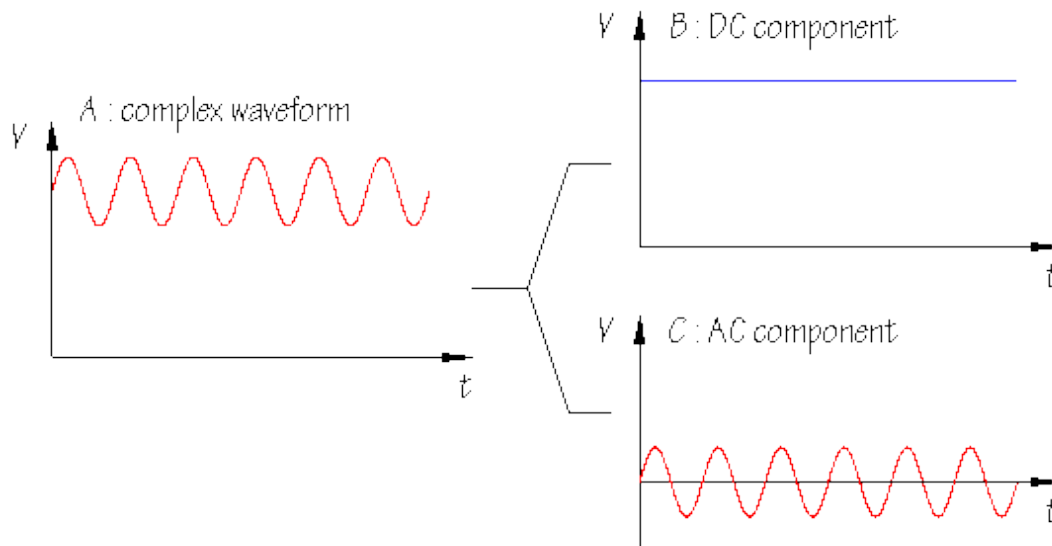 A : complex waveform
V
t
V
B : DC component
t
V
C : AC component
t